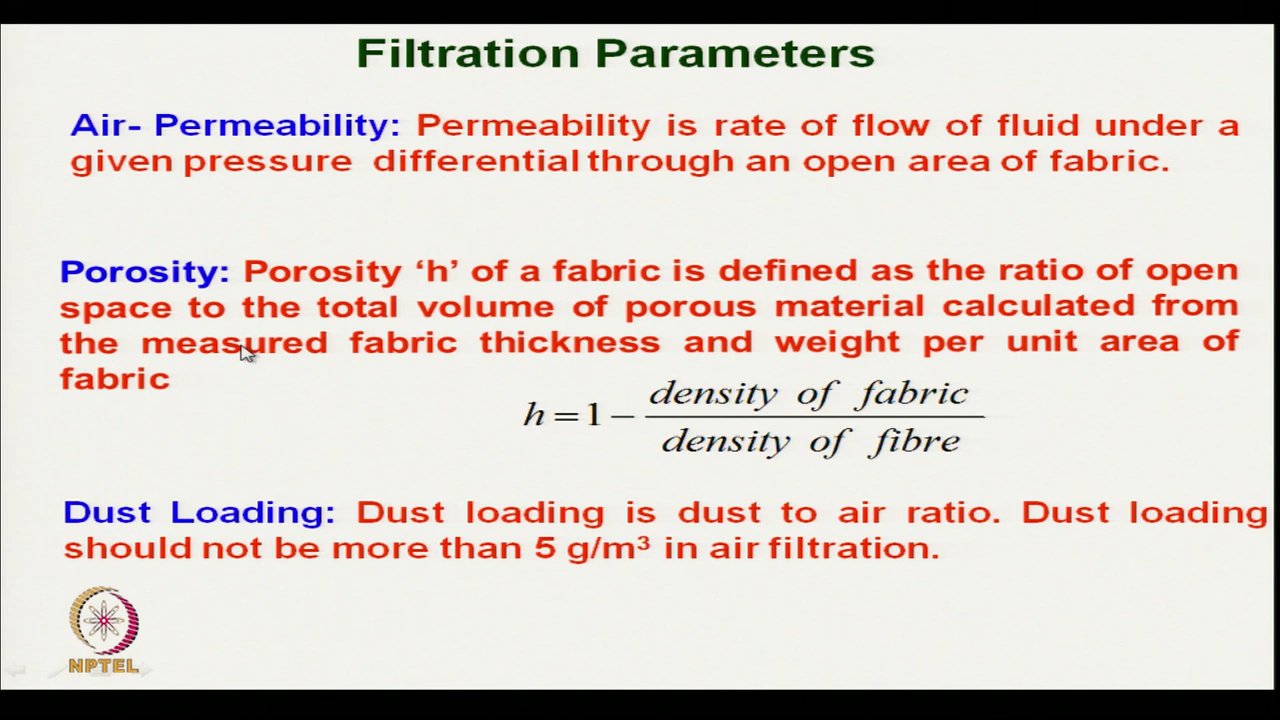 Filtration Parameters
Air- Permeability: Permeability is rate of flow of fluid under a
given pressure differential through an open area of fabric.
Porosity: Porosity ‘h’ of a fabric is defined as the ratio of open
space to the total volume of porous material calculated from
the measured fabric thickness and weight per unit area of
fabric
h = 1 − density of fabric / density of fibre
Dust Loading: Dust loading is dust to air ratio. Dust loading
should not be more than 5 g/m³ in air filtration.
NPTEL